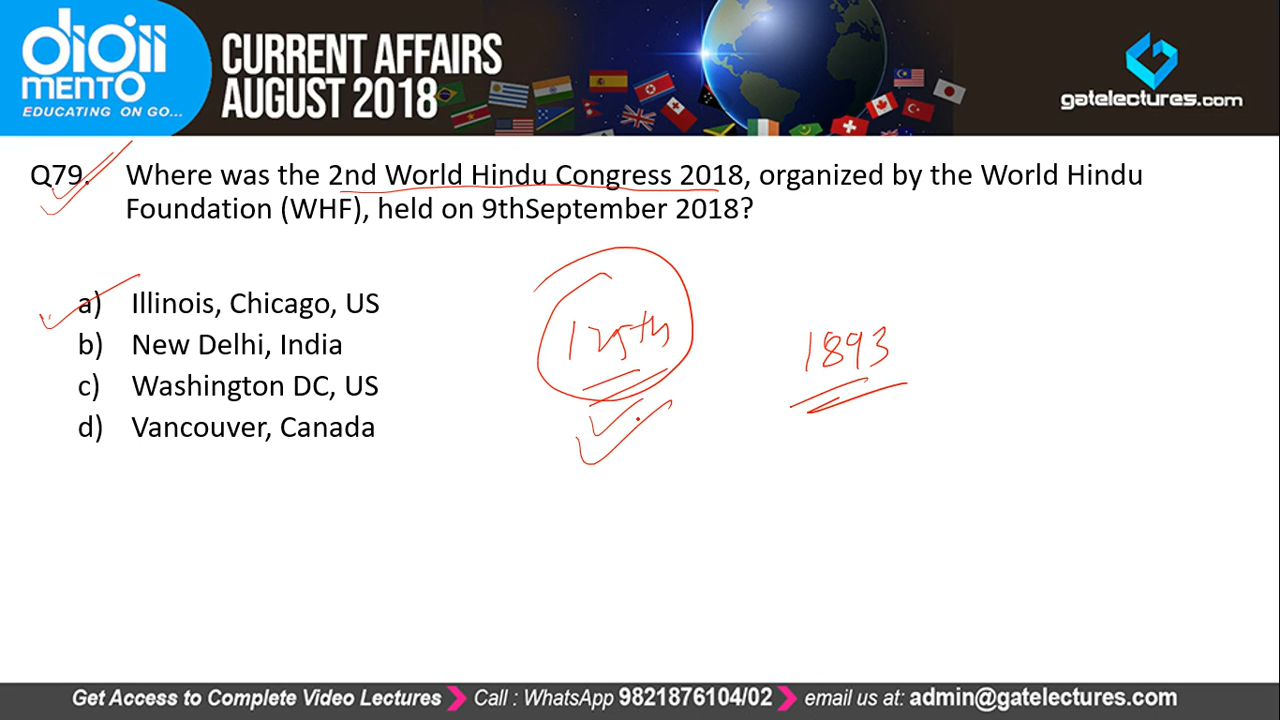 digii
MENTO
EDUCATING ON GO...
CURRENT AFFAIRS
AUGUST 2018
gatelectures.com
Q79. Where was the 2nd World Hindu Congress 2018, organized by the World Hindu
Foundation (WHF), held on 9thSeptember 2018?
a) Illinois, Chicago, US
b) New Delhi, India
c) Washington DC, US
d) Vancouver, Canada
125th
1893
Get Access to Complete Video Lectures Call : WhatsApp 9821876104/02 email us at: admin@gatelectures.com